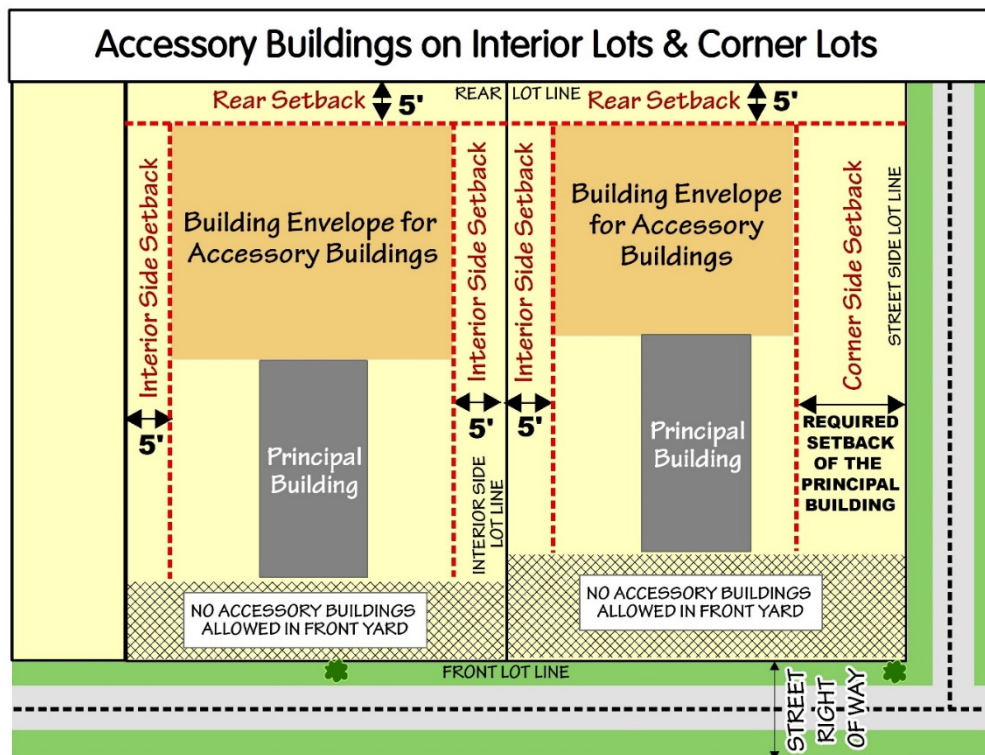 Accessory Buildings on Interior Lots & Corner Lots
Rear Setback
5'
REAR
LOT LINE
Rear Setback
5'
Interior Side Setback
5'
Building Envelope for
Accessory Buildings
Interior Side Setback
5'
Interior Side Setback
5'
Building Envelope
for Accessory
Buildings
Corner Side Setback
STREET SIDE LOT LINE
REQUIRED
SETBACK
OF THE
PRINCIPAL
BUILDING
Principal
Building
INTERIOR SIDE
LOT LINE
Principal
Building
NO ACCESSORY BUILDINGS
ALLOWED IN FRONT YARD
NO ACCESSORY BUILDINGS
ALLOWED IN FRONT YARD
FRONT LOT LINE
STREET
RIGHT
OF WAY